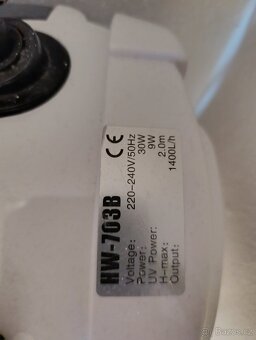 HW-703B CE
Voltage: 220-240V/50Hz
Power: 30W
UV Power: 9W
H-max: 2.0m
Output: 1400L/h